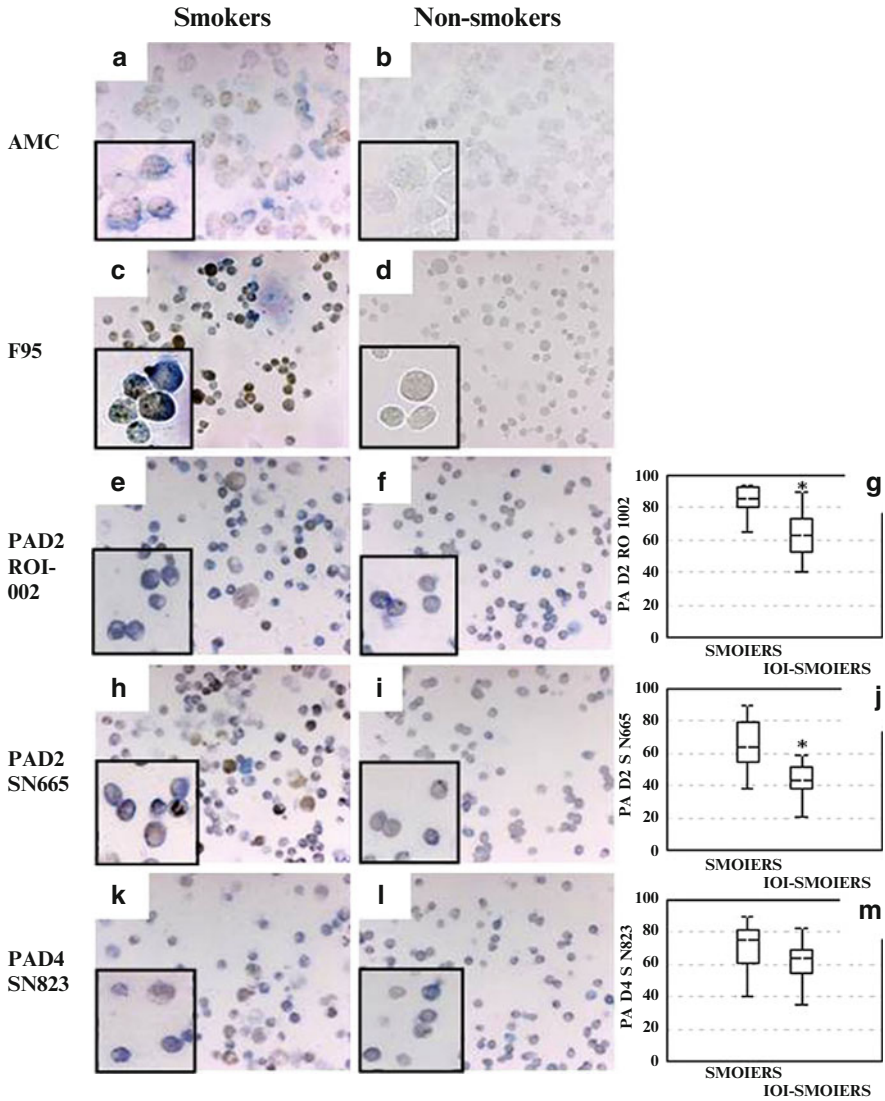 Smokers Non-smokers
a b
AMC
c d
F95
e f g
PAD2
ROI-
002
PA D2 RO 1002
100
80
60
40
20
0
*
SMOIERS
IOI-SMOIERS
h i j
PAD2
SN665
PA D2 S N665
100
80
60
40
20
0
*
SMOIERS
IOI-SMOIERS
k l m
PAD4
SN823
PA D4 S N823
100
80
60
40
20
0
SMOIERS
IOI-SMOIERS